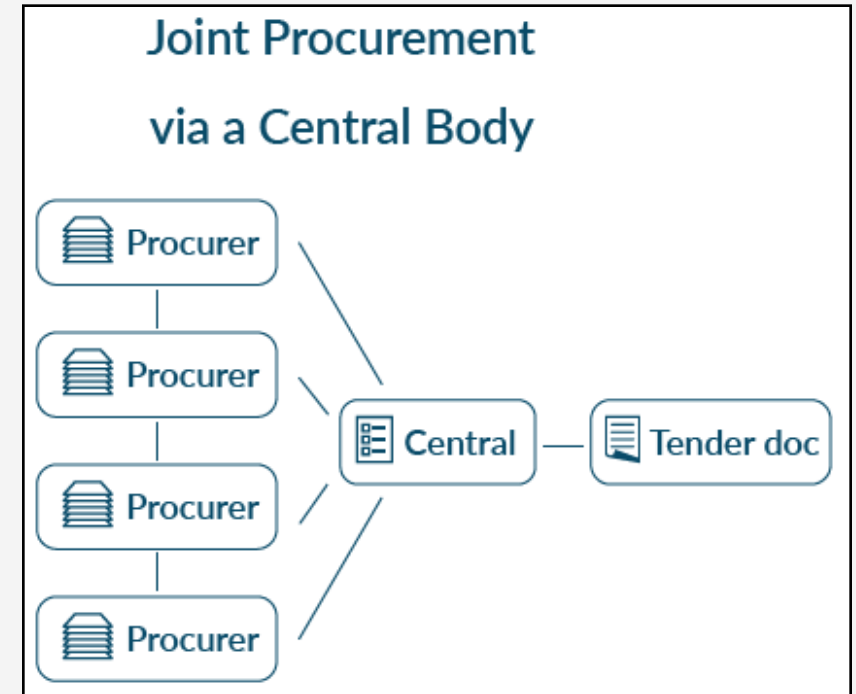 Joint Procurement
via a Central Body
Procurer
Procurer
Procurer
Procurer
Central
Tender doc